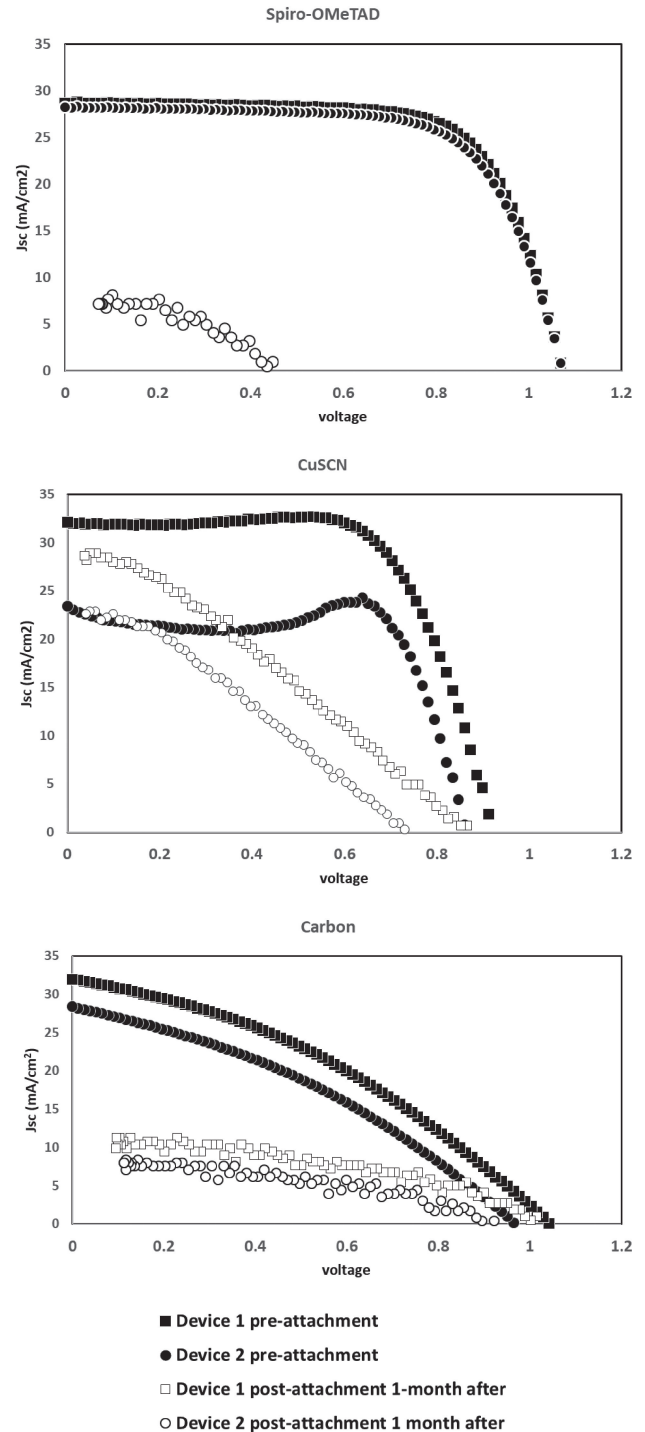 Spiro-OMeTAD
35
30
25
20
15
10
5
0
Jsc (mA/cm2)
0 0.2 0.4 0.6 0.8 1 1.2
voltage
CuSCN
35
30
25
20
15
10
5
0
Jsc (mA/cm2)
0 0.2 0.4 0.6 0.8 1 1.2
voltage
Carbon
35
30
25
20
15
10
5
0
Jsc (mA/cm²)
0 0.2 0.4 0.6 0.8 1 1.2
voltage
Device 1 pre-attachment
Device 2 pre-attachment
Device 1 post-attachment 1-month after
Device 2 post-attachment 1 month after